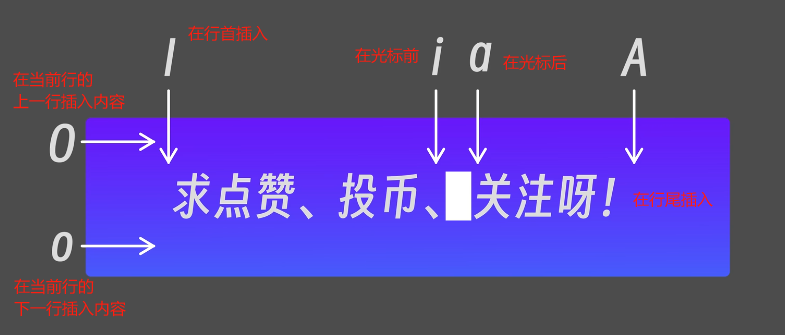 在行首插入
I
在光标前
i
a
在光标后
A
在当前行的
上一行插入内容
O
求点赞、投币、关注呀!
在行尾插入
o
在当前行的
下一行插入内容